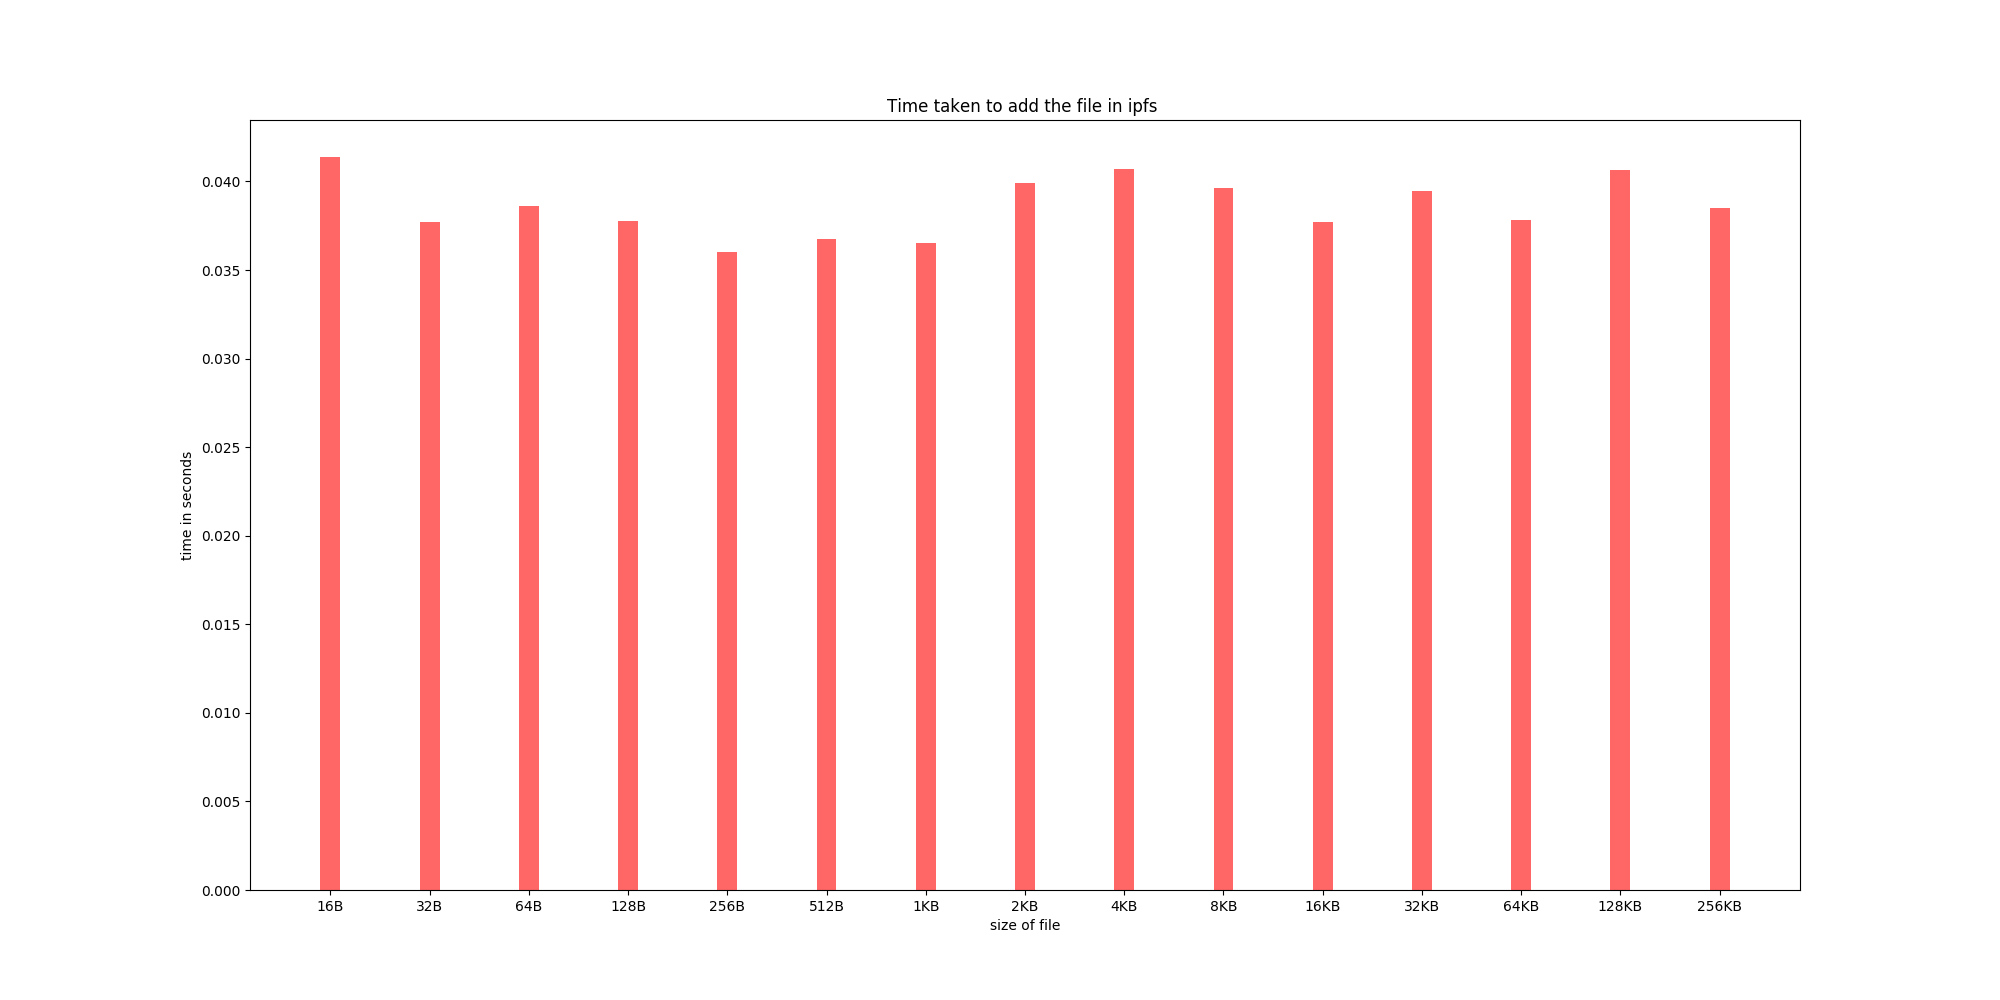 Time taken to add the file in ipfs
0.040
0.035
0.030
0.025
0.020
0.015
0.010
0.005
0.000
time in seconds
16B 32B 64B 128B 256B 512B 1KB 2KB 4KB 8KB 16KB 32KB 64KB 128KB 256KB
size of file